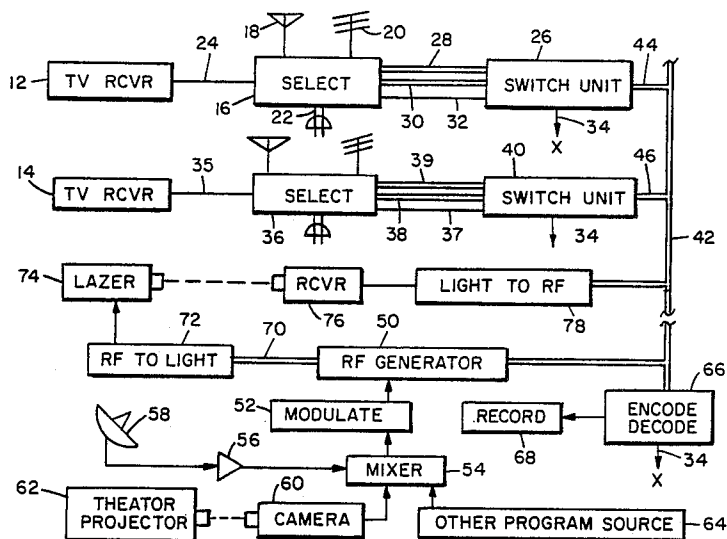 18
20
24
28
26
44
12
TV RCVR
SELECT
SWITCH UNIT
16
22
30
32
34
X
35
36
39
40
46
14
TV RCVR
SELECT
SWITCH UNIT
38
37
34
42
74
LAZER
RCVR
76
LIGHT TO RF
78
72
70
50
RF TO LIGHT
RF GENERATOR
66
52
MODULATE
RECORD
68
ENCODE
DECODE
34
X
58
56
MIXER
54
62
THEATOR
PROJECTOR
60
CAMERA
OTHER PROGRAM SOURCE
64